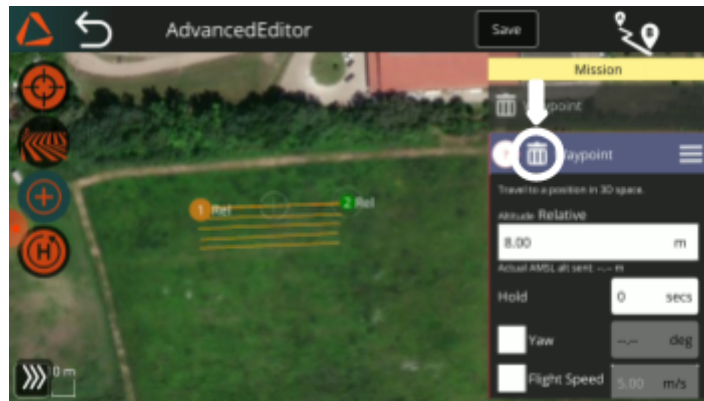 AdvancedEditor
Save
Mission
Waypoint
Waypoint
Travel to a position in 3D space.
Altitude Relative
8.00 m
Actual AMSL alt sent: --.-- m
Hold 0 secs
Yaw --.-- deg
Flight Speed 5.00 m/s
1 Rel 2 Rel
H
0 m